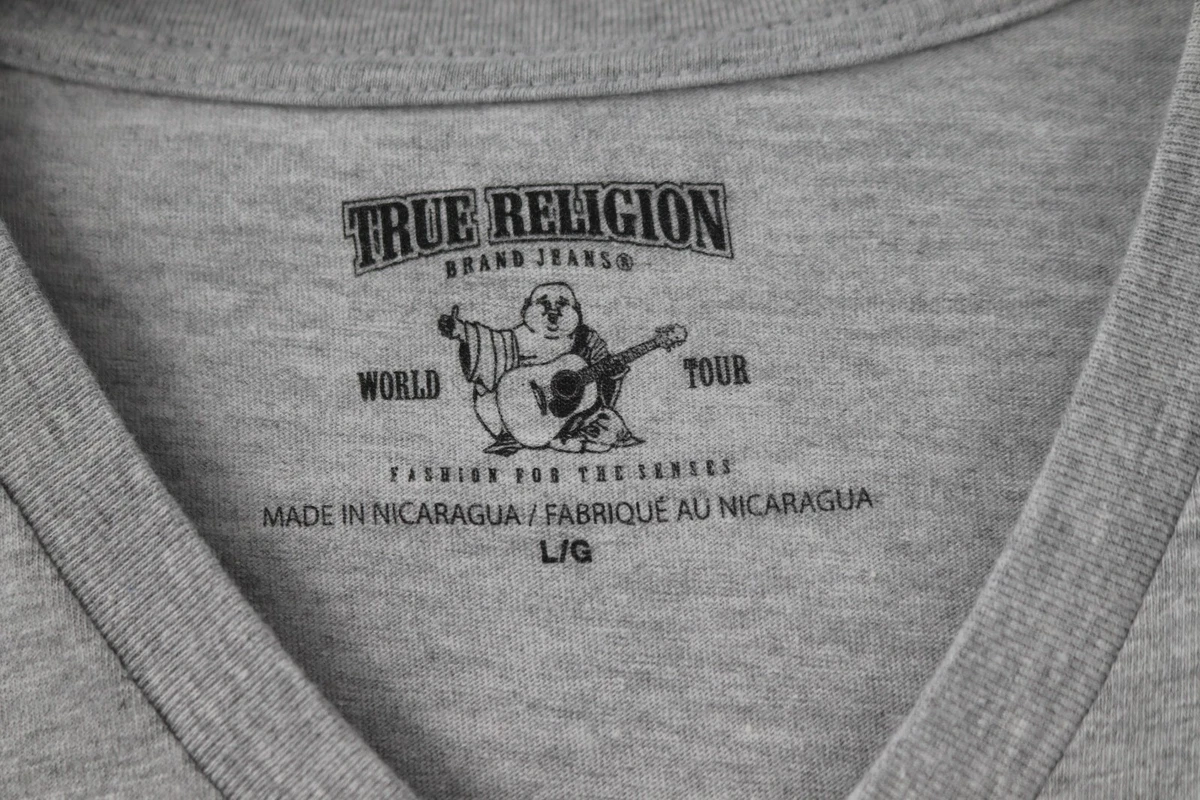 TRUE RELIGION
BRAND JEANS®
WORLD TOUR
FASHION FOR THE SENSES
MADE IN NICARAGUA / FABRIQUÉ AU NICARAGUA
L/G